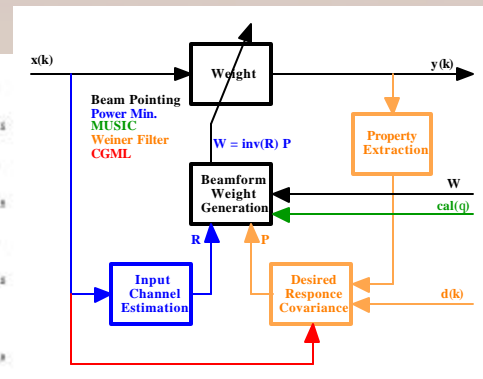 x(k)
y(k)
Weight
Beam Pointing
Power Min.
MUSIC
Weiner Filter
CGML
Property
Extraction
W = inv(R) P
Beamform
Weight
Generation
W
cal(q)
R
P
Input
Channel
Estimation
Desired
Responce
Covariance
d(k)